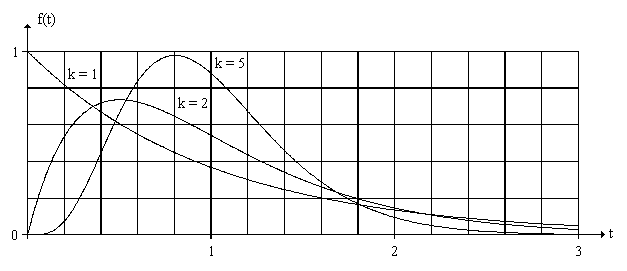 f(t)
1
k = 1
k = 5
k = 2
0
1
2
3
t